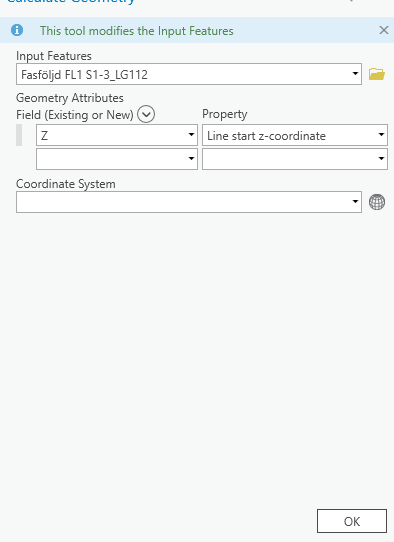 Calculate Geometry
This tool modifies the Input Features
Input Features
Fasföljd FL1 S1-3_LG112
Geometry Attributes
Field (Existing or New) Property
Z Line start z-coordinate
Coordinate System
OK